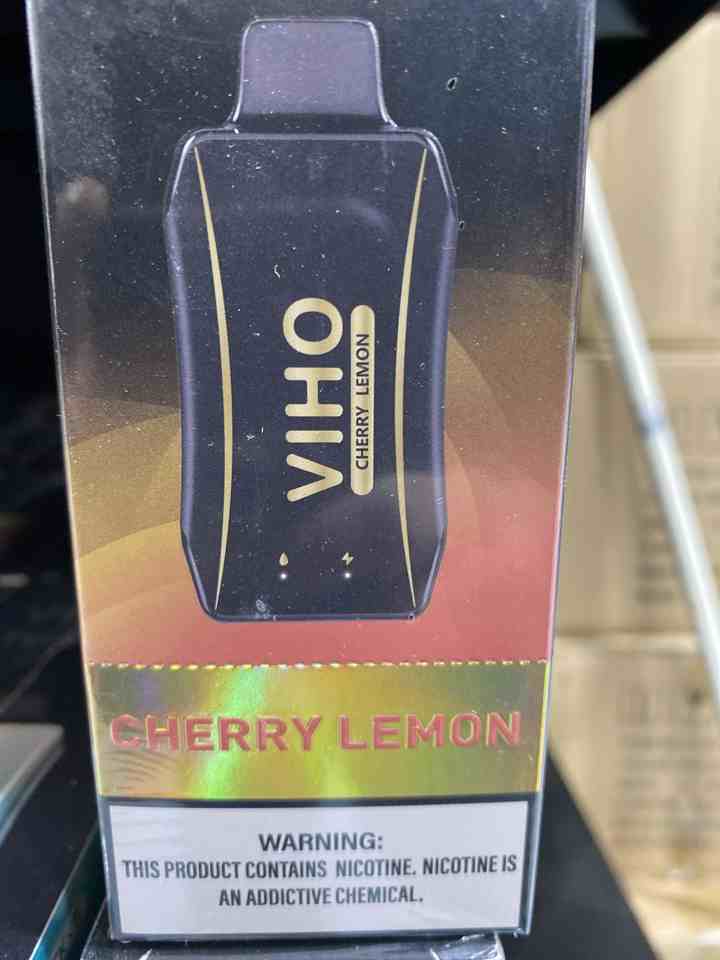 VIHO
CHERRY LEMON
CHERRY LEMON
WARNING:
THIS PRODUCT CONTAINS NICOTINE. NICOTINE IS
AN ADDICTIVE CHEMICAL.